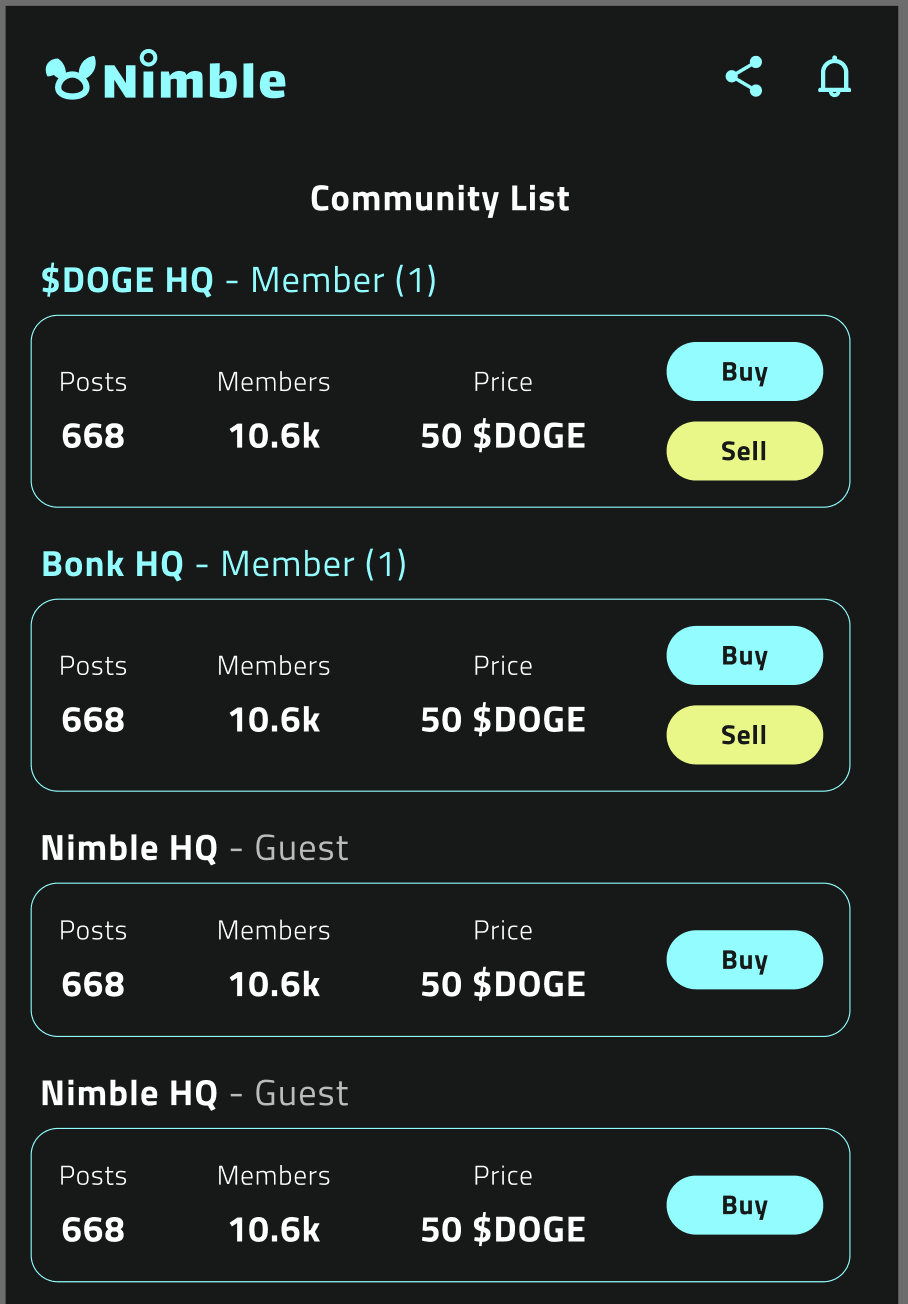 Nimble
Community List
$DOGE HQ - Member (1)
Posts Members Price Buy
668 10.6k 50 $DOGE Sell
Bonk HQ - Member (1)
Posts Members Price Buy
668 10.6k 50 $DOGE Sell
Nimble HQ - Guest
Posts Members Price
668 10.6k 50 $DOGE Buy
Nimble HQ - Guest
Posts Members Price
668 10.6k 50 $DOGE Buy